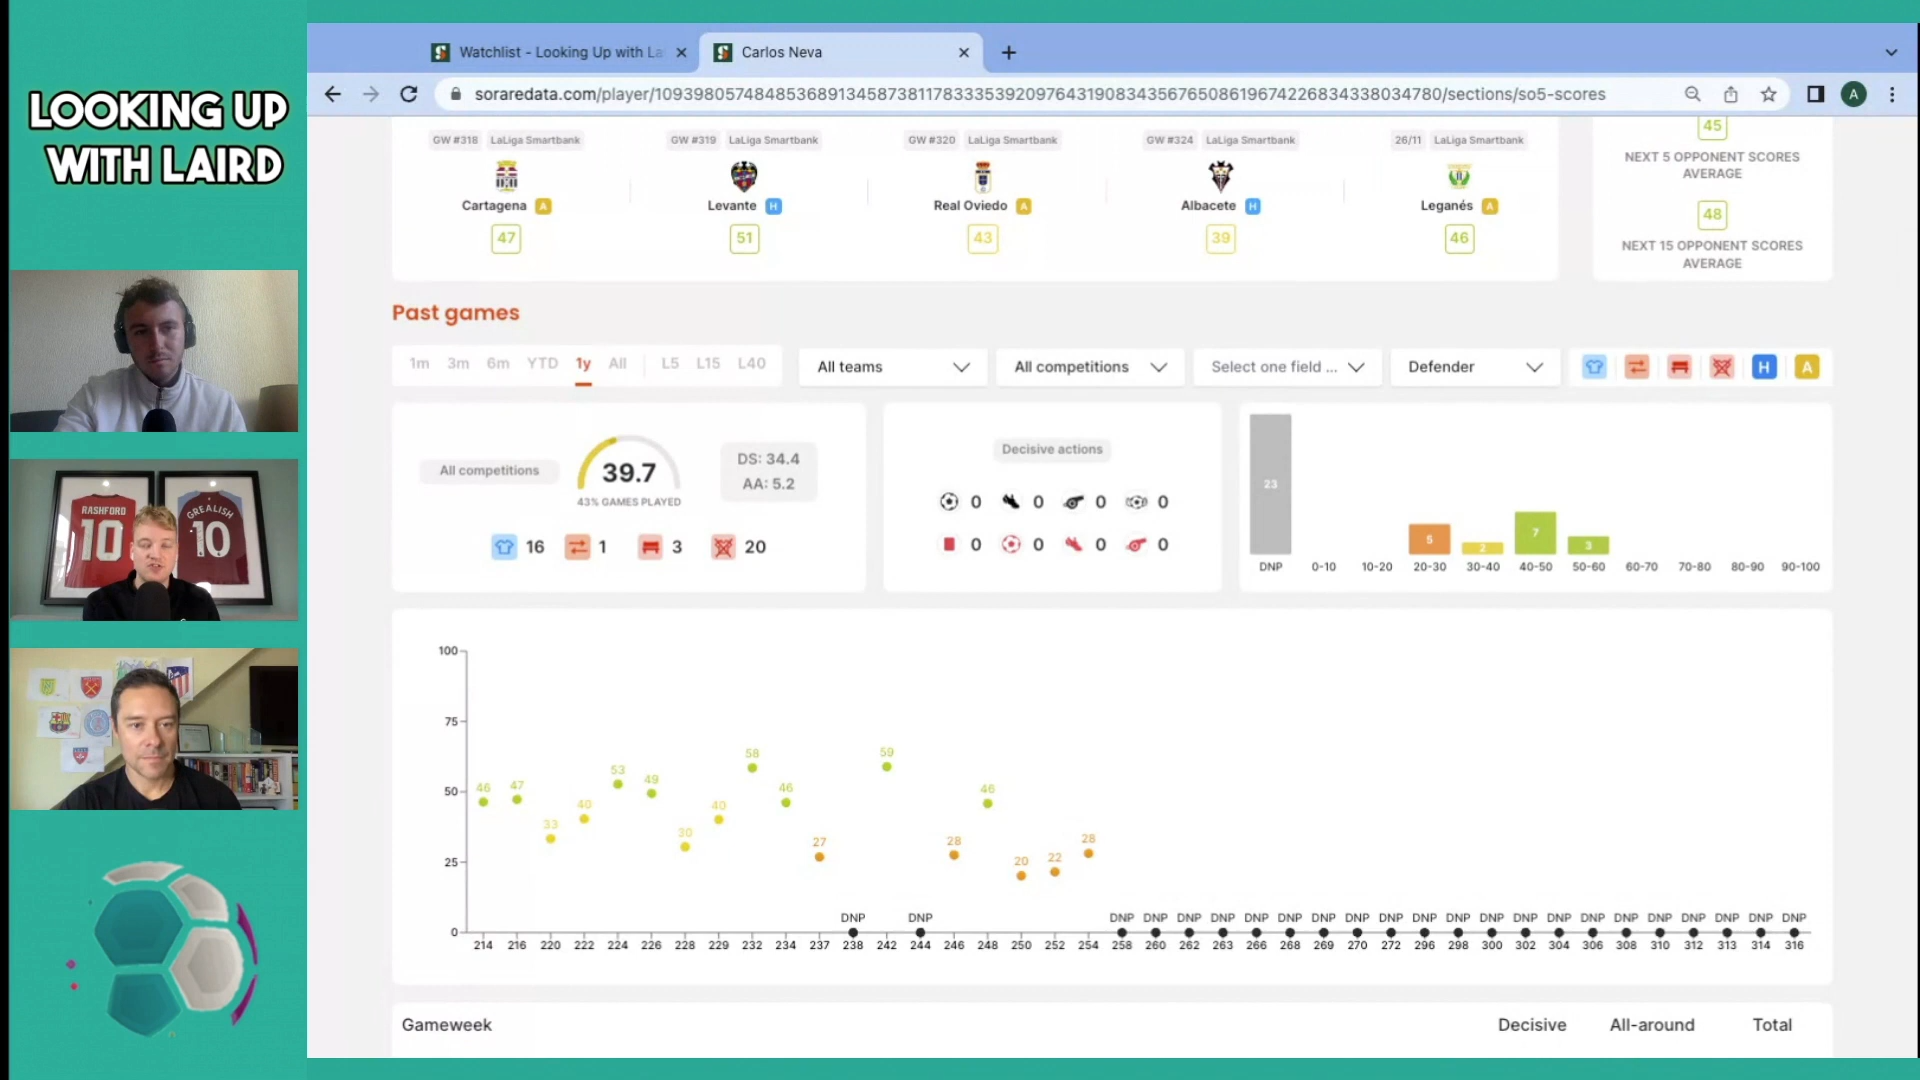 LOOKING UP
WITH LAIRD
RASHFORD
10
GREALISH
10
Watchlist - Looking Up with La
Carlos Neva
soraredata.com/player/109398057484853689134587381178333539209764319083435676508619674226834338034780/sections/so5-scores
A
GW #318 LaLiga Smartbank
GW #319 LaLiga Smartbank
GW #320 LaLiga Smartbank
GW #324 LaLiga Smartbank
26/11 LaLiga Smartbank
Cartagena A
Levante H
Real Oviedo A
Albacete H
Leganés A
47
51
43
39
46
45
NEXT 5 OPPONENT SCORES
AVERAGE
48
NEXT 15 OPPONENT SCORES
AVERAGE
Past games
1m 3m 6m YTD 1y All L5 L15 L40
All teams
All competitions
Select one field ...
Defender
H A
All competitions
39.7
43% GAMES PLAYED
DS: 34.4
AA: 5.2
16 1 3 20
Decisive actions
0 0 0 0
0 0 0 0
23 5 2 7 3
DNP 0-10 10-20 20-30 30-40 40-50 50-60 60-70 70-80 80-90 90-100
100
75
50
25
0
46 47 33 40 53 49 30 40 58 46 27 DNP 59 DNP 28 46 20 22 28 DNP DNP DNP DNP DNP DNP DNP DNP DNP DNP DNP DNP DNP DNP DNP DNP DNP DNP DNP DNP DNP
214 216 220 222 224 226 228 229 232 234 237 238 242 244 246 248 250 252 254 258 260 262 263 266 268 269 270 272 296 298 300 302 304 306 308 310 312 313 314 316
Gameweek Decisive All-around Total